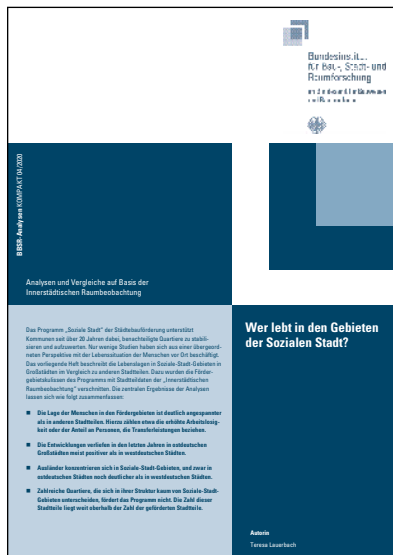 Bundesinstitut
für Bau-, Stadt- und
Raumforschung
im Bundesamt für Bauwesen
und Raumordnung
BBSR-Analysen KOMPAKT 04/2020
Analysen und Vergleiche auf Basis der
Innerstädtischen Raumbeobachtung
Das Programm „Soziale Stadt“ der Städtebauförderung unterstützt
Kommunen seit über 20 Jahren dabei, benachteiligte Quartiere zu stabili-
sieren und aufzuwerten. Nur wenige Studien haben sich aus einer übergeord-
neten Perspektive mit der Lebenssituation der Menschen vor Ort beschäftigt.
Das vorliegende Heft beschreibt die Lebenslagen in Soziale-Stadt-Gebieten in
Großstädten im Vergleich zu anderen Stadtteilen. Dazu wurden die Förder-
gebietskulissen des Programms mit Stadtteildaten der „Innerstädtischen
Raumbeobachtung“ verschnitten. Die zentralen Ergebnisse der Analysen
lassen sich wie folgt zusammenfassen:
■ Die Lage der Menschen in den Fördergebieten ist deutlich angespannter
als in anderen Stadtteilen. Hierzu zählen etwa die erhöhte Arbeitslosig-
keit oder der Anteil an Personen, die Transferleistungen beziehen.
■ Die Entwicklungen verliefen in den letzten Jahren in ostdeutschen
Großstädten meist positiver als in westdeutschen Städten.
■ Ausländer konzentrieren sich in Soziale-Stadt-Gebieten, und zwar in
ostdeutschen Städten noch deutlicher als in westdeutschen Städten.
■ Zahlreiche Quartiere, die sich in ihrer Struktur kaum von Soziale-Stadt-
Gebieten unterscheiden, fördert das Programm nicht. Die Zahl dieser
Stadtteile liegt weit oberhalb der Zahl der geförderten Stadtteile.
Wer lebt in den Gebieten
der Sozialen Stadt?
Autorin
Teresa Lauerbach